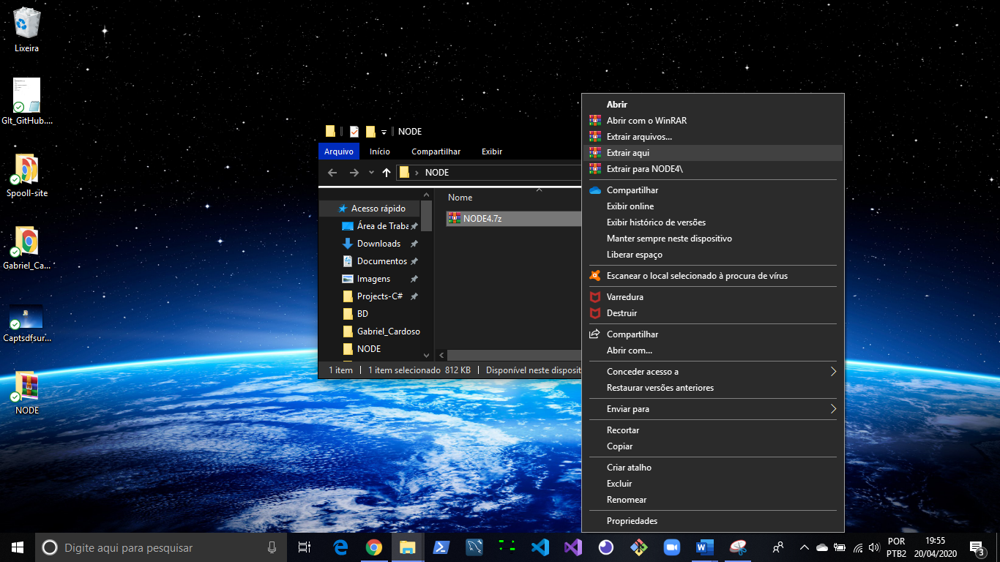 Lixeira
GIt_GitHub....
Spooll-site
Gabriel_Ca...
Captsdfsur...
NODE
NODE
Arquivo
Início
Compartilhar
Exibir
NODE
Nome
NODE4.7z
Acesso rápido
Área de Traba
Downloads
Documentos
Imagens
Projects-C#
BD
Gabriel_Cardoso
NODE
1 item
1 item selecionado 812 KB
Disponível neste disposit
Abrir
Abrir com o WinRAR
Extrair arquivos...
Extrair aqui
Extrair para NODE4\
Compartilhar
Exibir online
Exibir histórico de versões
Manter sempre neste dispositivo
Liberar espaço
Escanear o local selecionado à procura de vírus
Varredura
Destruir
Compartilhar
Abrir com...
Conceder acesso a
Restaurar versões anteriores
Enviar para
Recortar
Copiar
Criar atalho
Excluir
Renomear
Propriedades
Digite aqui para pesquisar
POR
PTB2
19:55
20/04/2020
3